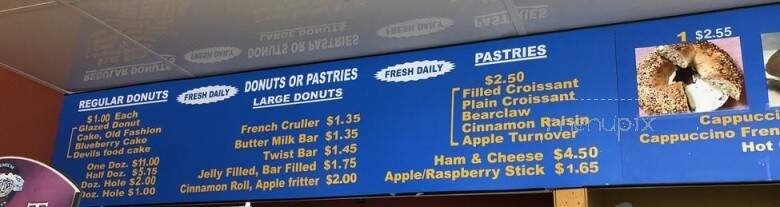 REGULAR DONUTS
$1.00 Each
Glazed Donut
Cake, Old Fashion
Blueberry Cake
Devils food cake
One Doz. $11.00
Half Doz. $5.75
Doz. Hole $2.00
Doz. Hole $1.00
FRESH DAILY
DONUTS OR PASTRIES
LARGE DONUTS
French Cruller $1.35
Butter Milk Bar $1.35
Twist Bar $1.45
Jelly Filled, Bar Filled $1.75
Cinnamon Roll, Apple fritter $2.00
FRESH DAILY
PASTRIES
$2.50
Filled Croissant
Plain Croissant
Bearclaw
Cinnamon Raisin
Apple Turnover
Ham & Cheese $4.50
Apple/Raspberry Stick $1.65
1 $2.55
Cappucc
Cappuccino Fren
Hot